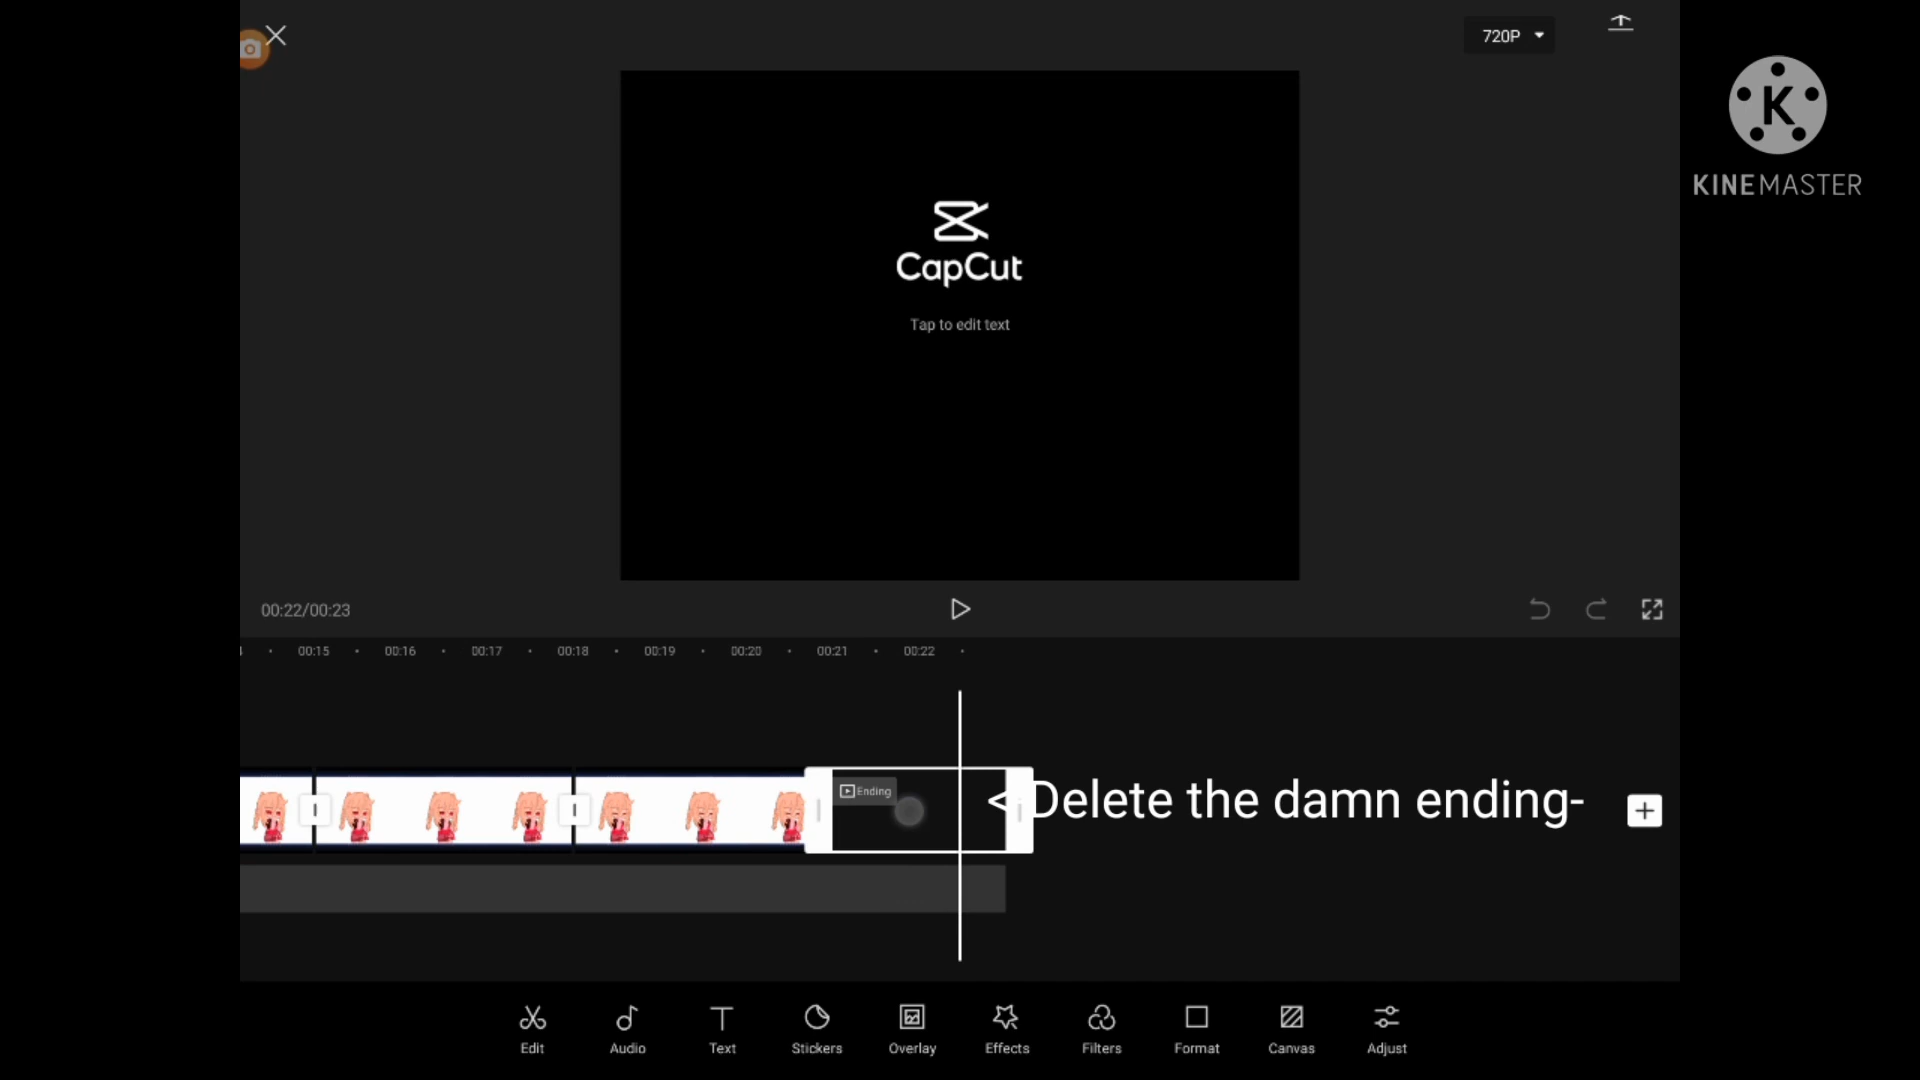 720P
K
KINEMASTER
CapCut
Tap to edit text
00:22/00:23
00:15 00:16 00:17 00:18 00:19 00:20 00:21 00:22
Ending
< Delete the damn ending-
Edit Audio Text Stickers Overlay Effects Filters Format Canvas Adjust